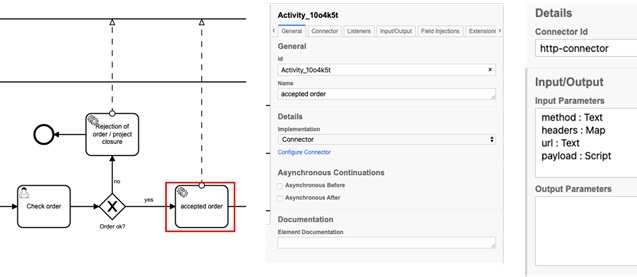 Rejection of
order / project
closure
no
Check order
yes
Order ok?
accepted order
Activity_10o4k5t
General
Connector
Listeners
Input/Output
Field Injections
Extensions
General
Id
Activity_10o4k5t
Name
accepted order
Details
Implementation
Connector
Configure Connector
Asynchronous Continuations
Asynchronous Before
Asynchronous After
Documentation
Element Documentation
Details
Connector Id
http-connector
Input/Output
Input Parameters
method : Text
headers : Map
url : Text
payload : Script
Output Parameters